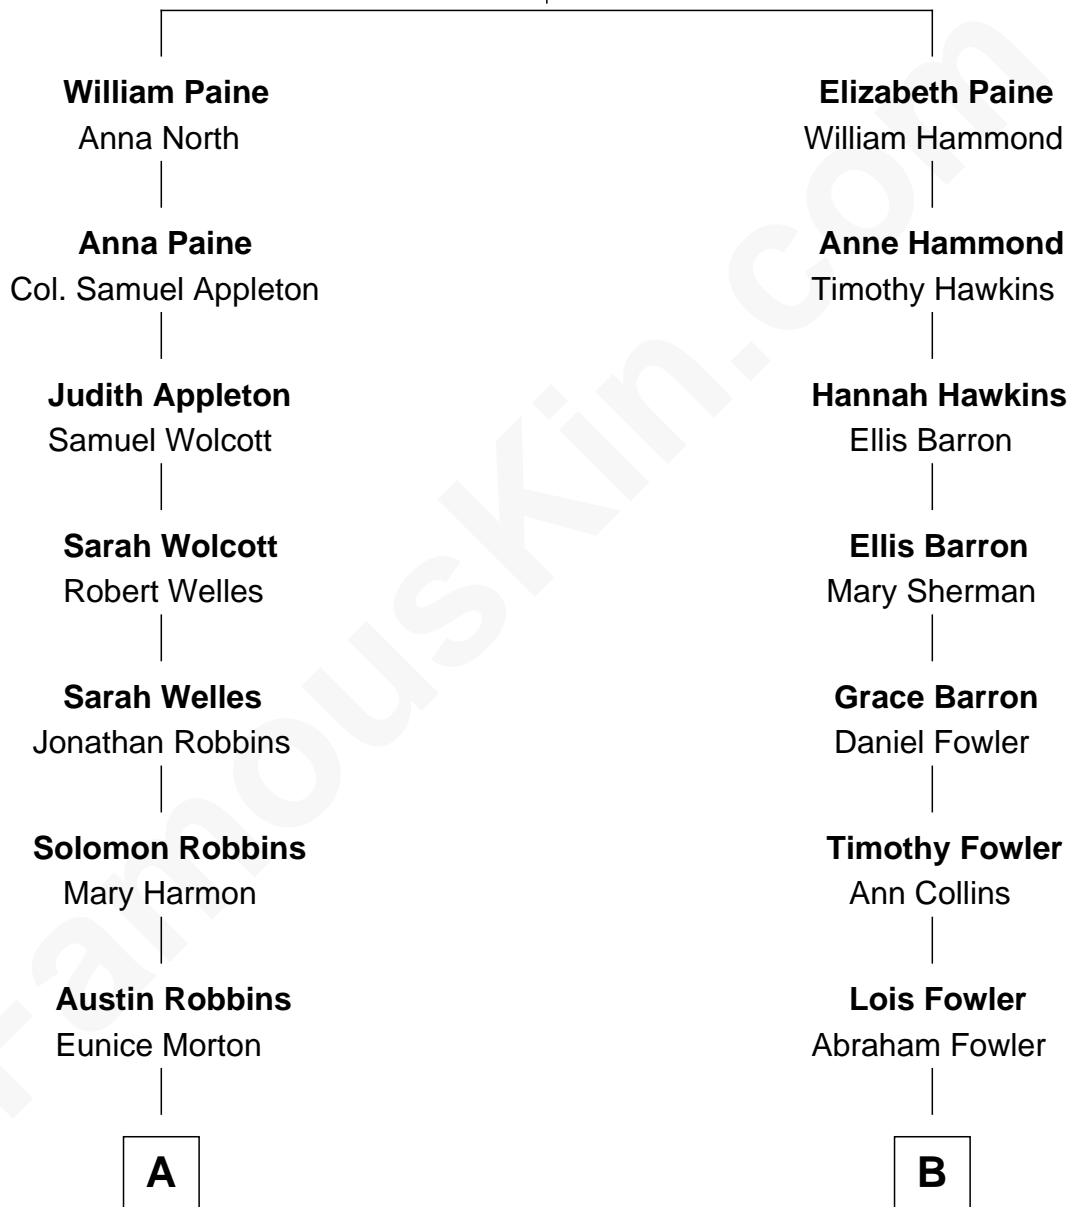 William Paine
Anna North
Elizabeth Paine
William Hammond
Anna Paine
Col. Samuel Appleton
Anne Hammond
Timothy Hawkins
Judith Appleton
Samuel Wolcott
Hannah Hawkins
Ellis Barron
Sarah Wolcott
Robert Welles
Ellis Barron
Mary Sherman
Sarah Welles
Jonathan Robbins
Grace Barron
Daniel Fowler
Solomon Robbins
Mary Harmon
Timothy Fowler
Ann Collins
Austin Robbins
Eunice Morton
Lois Fowler
Abraham Fowler
A
B
FamousKin.com